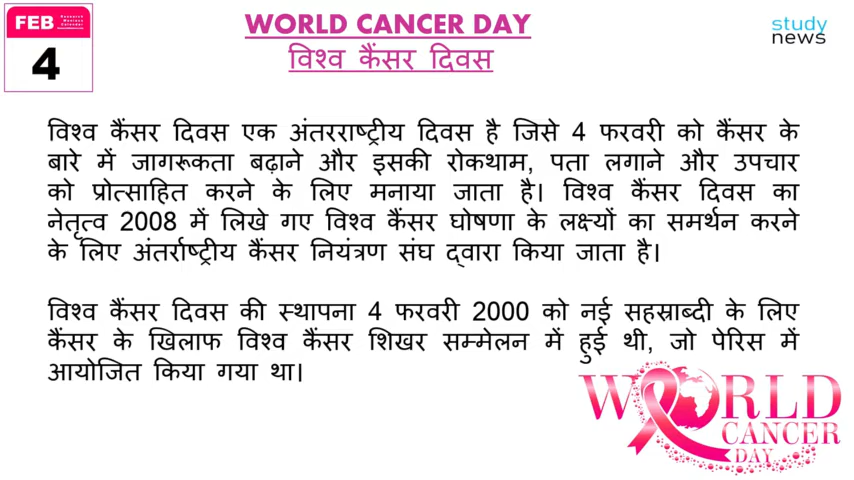 FEB
Research Reviews Calendar
4
WORLD CANCER DAY
विश्व कैंसर दिवस
study
news
विश्व कैंसर दिवस एक अंतरराष्ट्रीय दिवस है जिसे 4 फरवरी को कैंसर के
बारे में जागरूकता बढ़ाने और इसकी रोकथाम, पता लगाने और उपचार
को प्रोत्साहित करने के लिए मनाया जाता है। विश्व कैंसर दिवस का
नेतृत्व 2008 में लिखे गए विश्व कैंसर घोषणा के लक्ष्यों का समर्थन करने
के लिए अंतर्राष्ट्रीय कैंसर नियंत्रण संघ द्वारा किया जाता है।
विश्व कैंसर दिवस की स्थापना 4 फरवरी 2000 को नई सहस्राब्दी के लिए
कैंसर के खिलाफ विश्व कैंसर शिखर सम्मेलन में हुई थी, जो पेरिस में
आयोजित किया गया था।
WORLD
CANCER
DAY